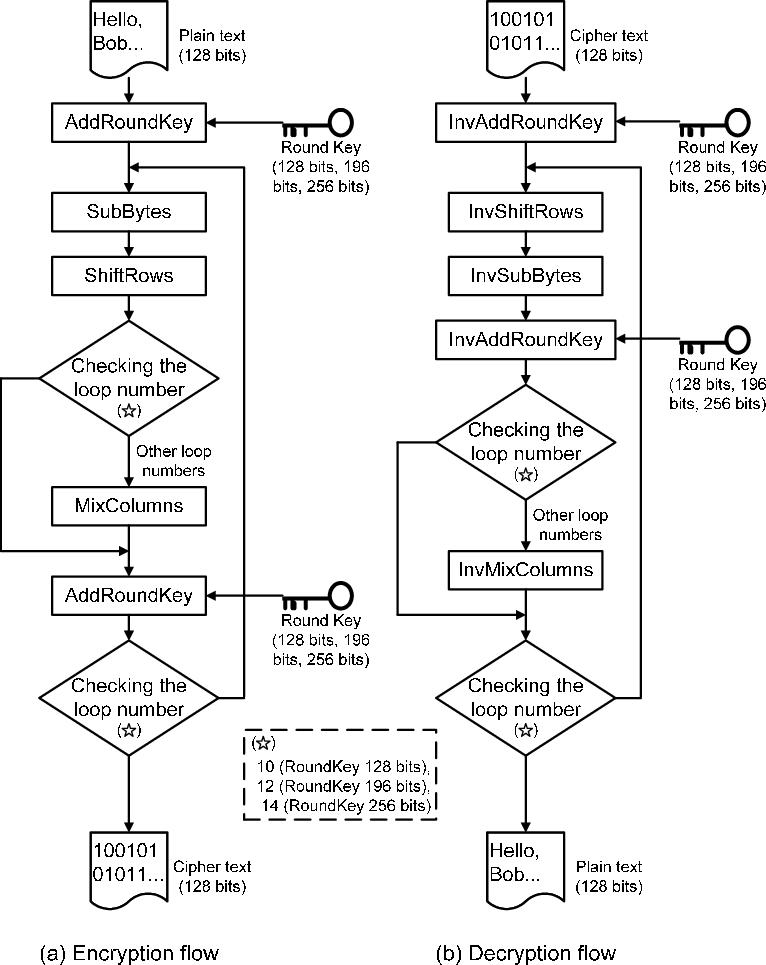 Hello,
Bob...
Plain text
(128 bits)
AddRoundKey
Round Key
(128 bits, 196
bits, 256 bits)
SubBytes
ShiftRows
Checking the
loop number
(☆)
Other loop
numbers
MixColumns
AddRoundKey
Round Key
(128 bits, 196
bits, 256 bits)
Checking the
loop number
(☆)
100101
01011...
Cipher text
(128 bits)
(a) Encryption flow
(☆)
10 (RoundKey 128 bits),
12 (RoundKey 196 bits),
14 (RoundKey 256 bits)
100101
01011...
Cipher text
(128 bits)
InvAddRoundKey
Round Key
(128 bits, 196
bits, 256 bits)
InvShiftRows
InvSubBytes
InvAddRoundKey
Round Key
(128 bits, 196
bits, 256 bits)
Checking the
loop number
(☆)
Other loop
numbers
InvMixColumns
Checking the
loop number
(☆)
Hello,
Bob...
Plain text
(128 bits)
(b) Decryption flow